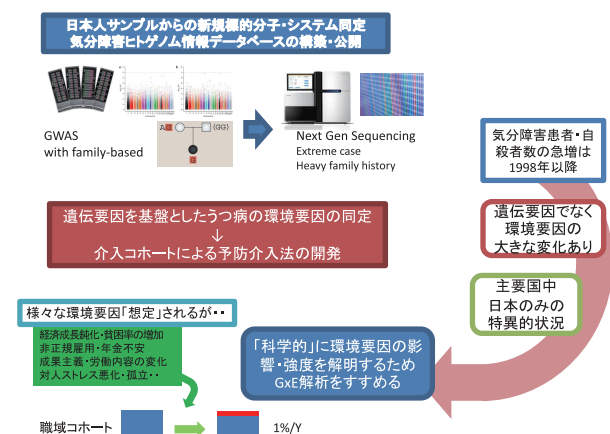 日本人サンプルからの新規標的分子・システム同定
気分障害ヒトゲノム情報データベースの構築・公開
GWAS
with family-based
A G
(GG)
G
Next Gen Sequencing
Extreme case
Heavy family history
気分障害患者・自
殺者数の急増は
1998年以降
遺伝要因でなく
環境要因の
大きな変化あり
主要国中
日本のみの
特異的状況
遺伝要因を基盤としたうつ病の環境要因の同定
↓
介入コホートによる予防介入法の開発
様々な環境要因「想定」されるが・・
経済成長鈍化・貧困率の増加
非正規雇用・年金不安
成果主義・労働内容の変化
対人ストレス悪化・孤立・・
「科学的」に環境要因の影
響・強度を解明するため
GxE解析をすすめる
職域コホート
1%/Y